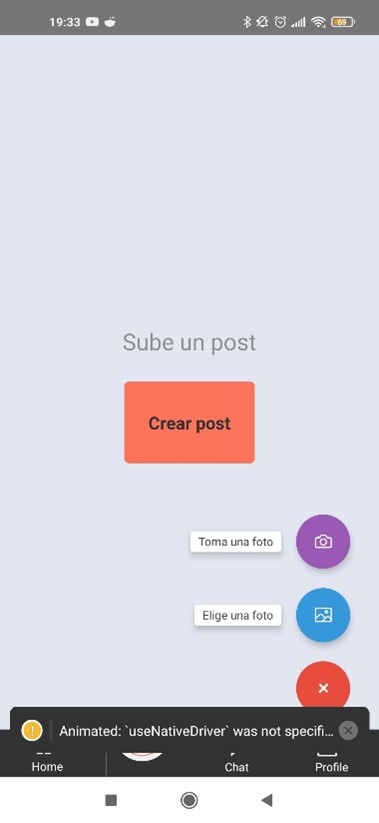 19:33
69
Sube un post
Crear post
Toma una foto
Elige una foto
Animated: `useNativeDriver` was not specifi...
Home
Chat
Profile